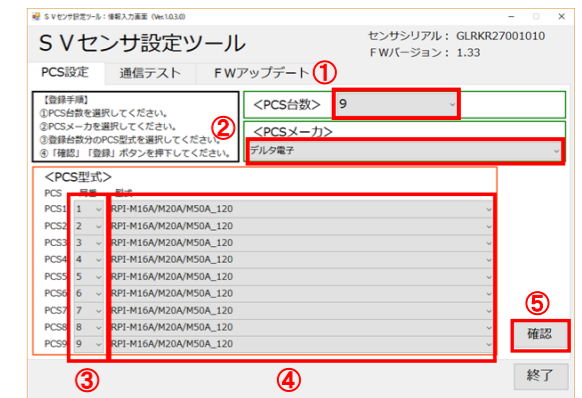 SVセンサ設定ツール：情報入力画面 (Ver.1.0.3.0)
SVセンサ設定ツール
センサシリアル： GLRKR27001010
FWバージョン： 1.33
PCS設定 通信テスト FWアップデート ①
【登録手順】
①PCS台数を選択してください。
②PCSメーカを選択してください。
③登録台数分のPCS型式を選択してください。
④「確認」「登録」ボタンを押下してください。
<PCS台数> 9
②
<PCSメーカ>
デルタ電子
<PCS型式>
PCS 局番 型式
PCS1 1 RPI-M16A/M20A/M50A_120
PCS2 2 RPI-M16A/M20A/M50A_120
PCS3 3 RPI-M16A/M20A/M50A_120
PCS4 4 RPI-M16A/M20A/M50A_120
PCS5 5 RPI-M16A/M20A/M50A_120
PCS6 6 RPI-M16A/M20A/M50A_120
PCS7 7 RPI-M16A/M20A/M50A_120
PCS8 8 RPI-M16A/M20A/M50A_120
PCS9 9 RPI-M16A/M20A/M50A_120
⑤
確認
③ ④
終了